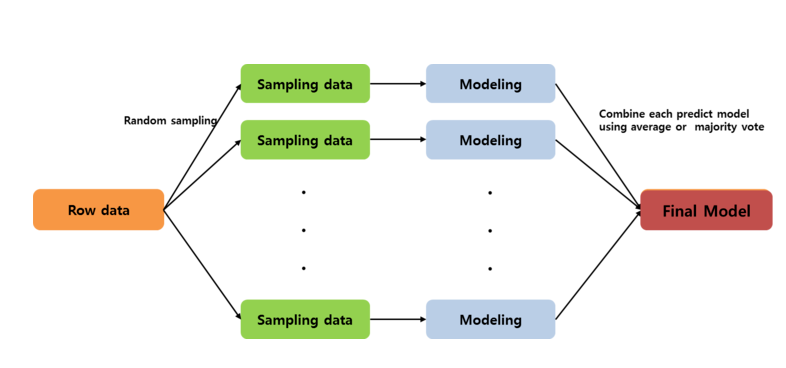 Sampling data
Modeling
Random sampling
Combine each predict model
using average or majority vote
Sampling data
Modeling
Row data
Final Model
Sampling data
Modeling